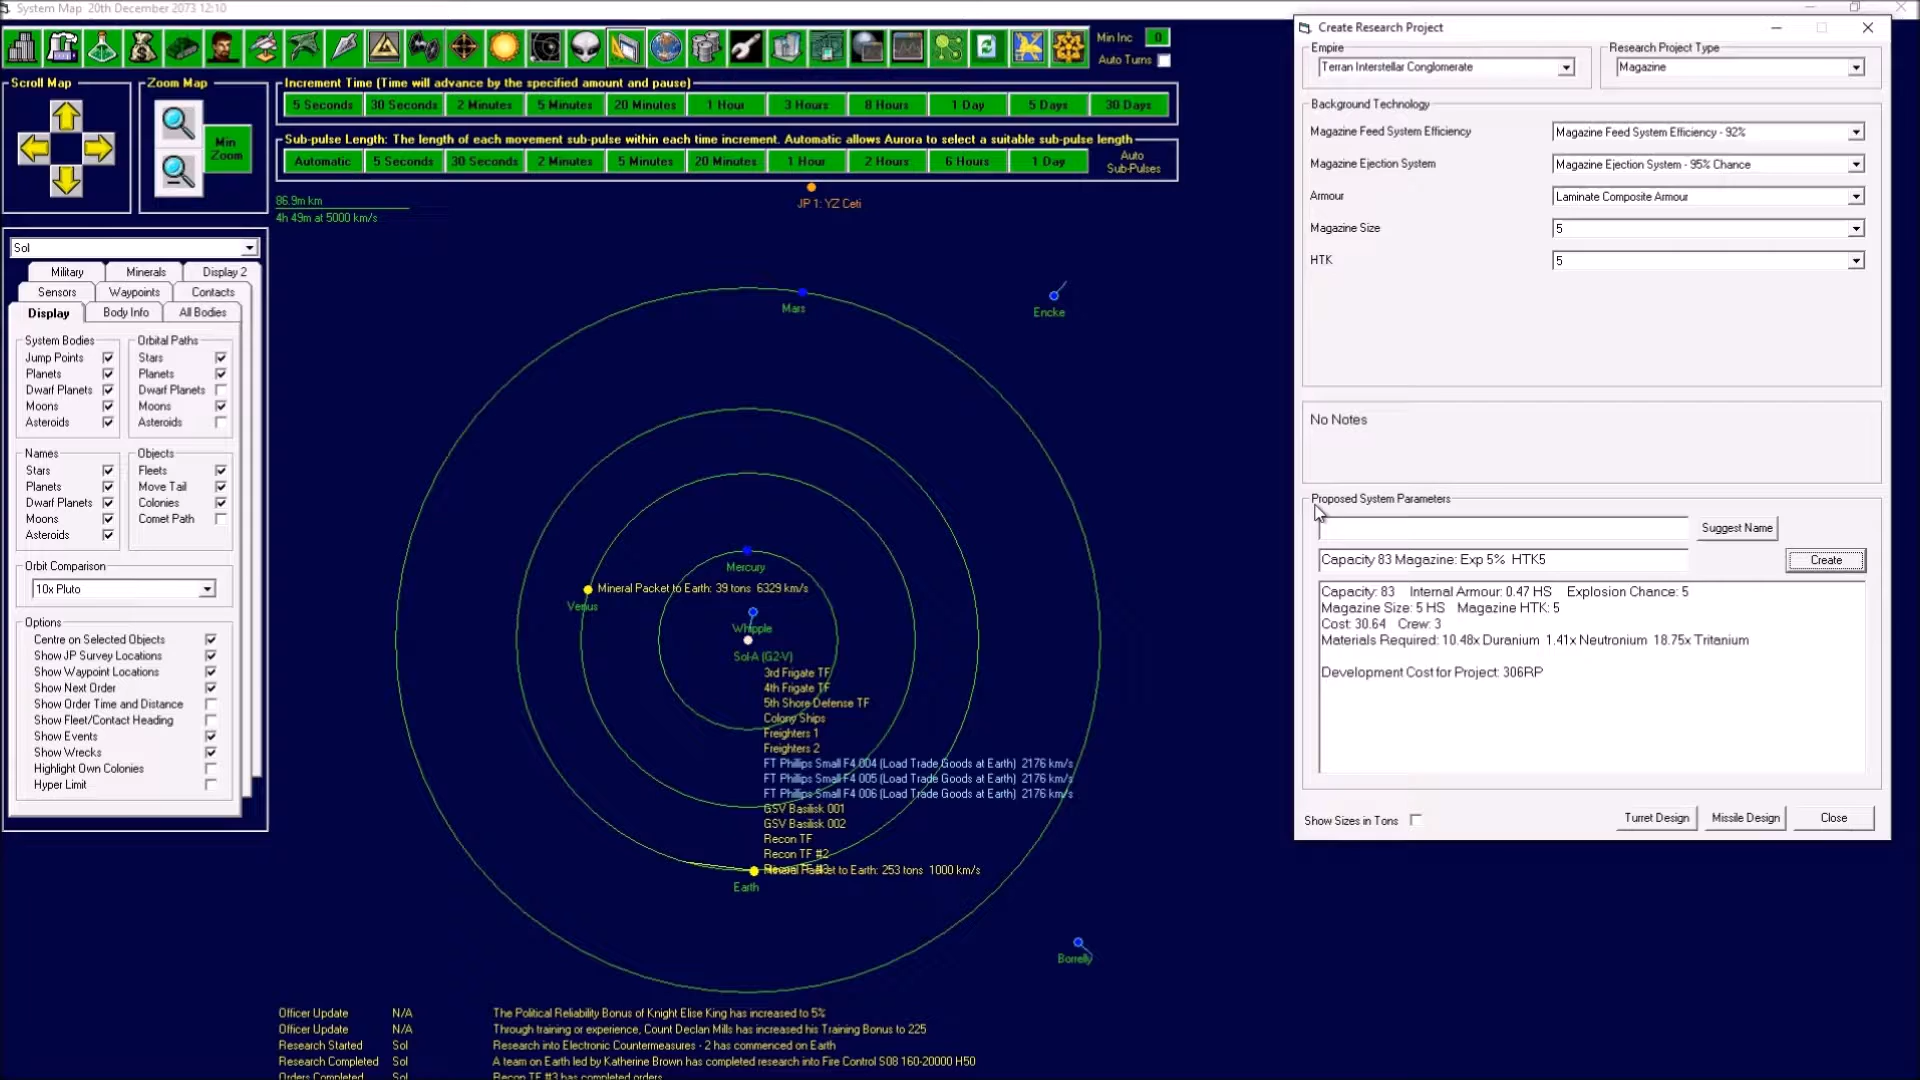 System Map  20th December 2073 12:10
Min Inc
0
Auto Turns
Scroll Map
Zoom Map
Min
Zoom
Increment Time (Time will advance by the specified amount and pause)
5 Seconds
30 Seconds
2 Minutes
5 Minutes
20 Minutes
1 Hour
3 Hours
8 Hours
1 Day
5 Days
30 Days
Sub-pulse Length: The length of each movement sub-pulse within each time increment. Automatic allows Aurora to select a suitable sub-pulse length
Automatic
5 Seconds
30 Seconds
2 Minutes
5 Minutes
20 Minutes
1 Hour
2 Hours
6 Hours
1 Day
Auto
Sub-Pulses
86.9m km
4h 49m at 5000 km/s
JP 1: YZ Ceti
Sol
Military
Minerals
Display 2
Sensors
Waypoints
Contacts
Display
Body Info
All Bodies
System Bodies
Jump Points
Planets
Dwarf Planets
Moons
Asteroids
Orbital Paths
Stars
Planets
Dwarf Planets
Moons
Asteroids
Names
Stars
Planets
Dwarf Planets
Moons
Asteroids
Objects
Fleets
Move Tail
Colonies
Comet Path
Orbit Comparison
10x Pluto
Options
Centre on Selected Objects
Show JP Survey Locations
Show Waypoint Locations
Show Next Order
Show Order Time and Distance
Show Fleet/Contact Heading
Show Events
Show Wrecks
Highlight Own Colonies
Hyper Limit
Mars
Encke
Mercury
Mineral Packet to Earth: 39 tons  6329 km/s
Venus
Whipple
Sol-A (G2-V)
3rd Frigate TF
4th Frigate TF
5th Shore Defense TF
Colony Ships
Freighters 1
Freighters 2
FT Phillips Small F4 004 (Load Trade Goods at Earth)  2176 km/s
FT Phillips Small F4 005 (Load Trade Goods at Earth)  2176 km/s
FT Phillips Small F4 006 (Load Trade Goods at Earth)  2176 km/s
GSV Basilisk 001
GSV Basilisk 002
Recon TF
Recon TF #2
to Earth: 253 tons  1000 km/s
Earth
Borrelly
Officer Update  N/A  The Political Reliability Bonus of Knight Elise King has increased to 5%
Officer Update  N/A  Through training or experience, Count Declan Mills has increased his Training Bonus to 225
Research Started  Sol  Research into Electronic Countermeasures - 2 has commenced on Earth
Research Completed  Sol  A team on Earth led by Katherine Brown has completed research into Fire Control S08 160-20000 H50
Orders Completed  Sol  Recon TF #3 has completed orders
Create Research Project
Empire
Terran Interstellar Conglomerate
Research Project Type
Magazine
Background Technology
Magazine Feed System Efficiency
Magazine Feed System Efficiency - 92%
Magazine Ejection System
Magazine Ejection System - 95% Chance
Armour
Laminate Composite Armour
Magazine Size
5
HTK
5
No Notes
Proposed System Parameters
Suggest Name
Capacity 83 Magazine: Exp 5%  HTK5
Create
Capacity: 83    Internal Armour: 0.47 HS    Explosion Chance: 5
Magazine Size: 5 HS    Magazine HTK: 5
Cost: 30.64    Crew: 3
Materials Required: 10.48x Duranium  1.41x Neutronium  18.75x Tritanium
Development Cost for Project: 306RP
Show Sizes in Tons
Turret Design
Missile Design
Close